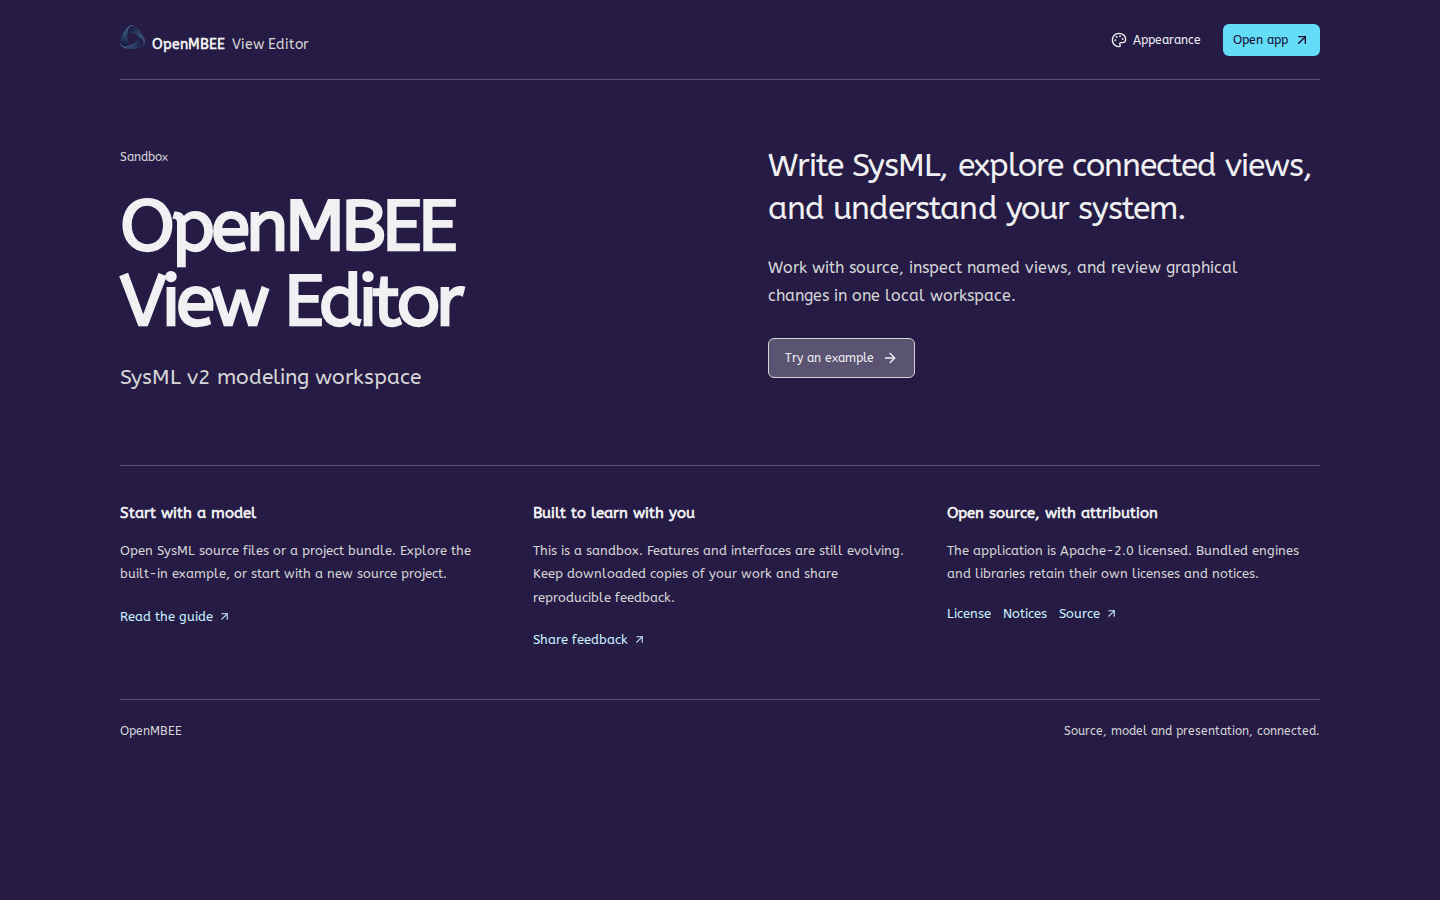 OpenMBEE View Editor
Appearance
Open app
Sandbox
OpenMBEE
View Editor
SysML v2 modeling workspace
Write SysML, explore connected views,
and understand your system.
Work with source, inspect named views, and review graphical
changes in one local workspace.
Try an example
Start with a model
Open SysML source files or a project bundle. Explore the
built-in example, or start with a new source project.
Read the guide
Built to learn with you
This is a sandbox. Features and interfaces are still evolving.
Keep downloaded copies of your work and share
reproducible feedback.
Share feedback
Open source, with attribution
The application is Apache-2.0 licensed. Bundled engines
and libraries retain their own licenses and notices.
License Notices Source
OpenMBEE
Source, model and presentation, connected.